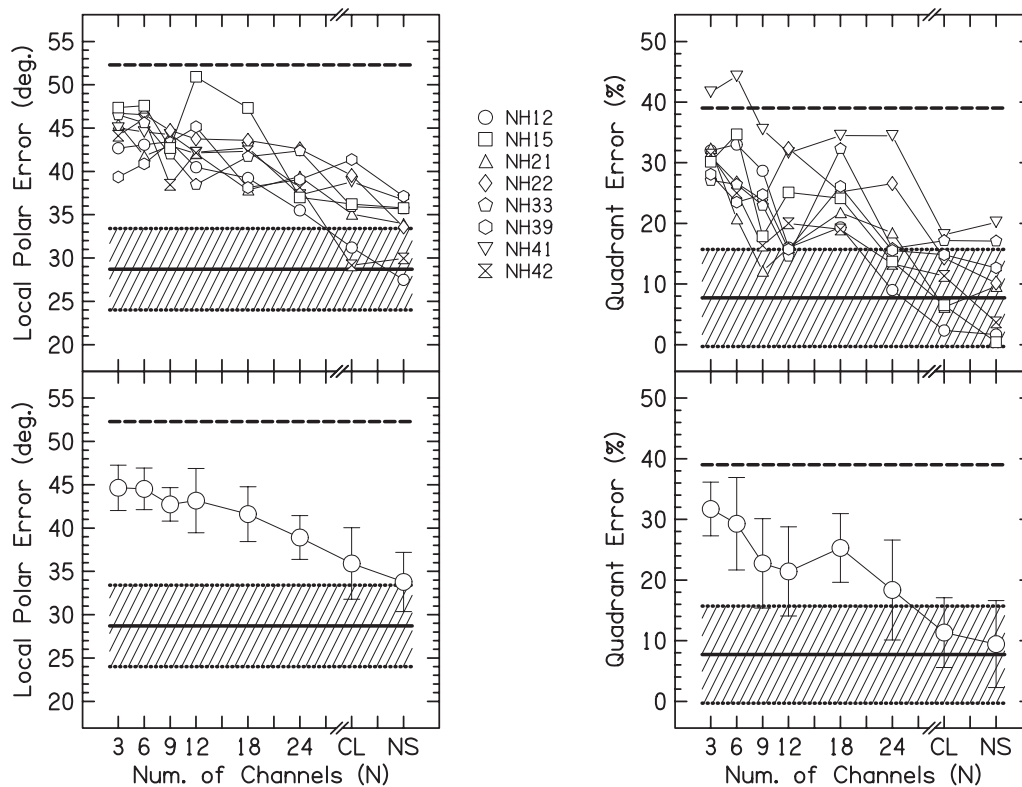 Local Polar Error (deg.)
55
50
45
40
35
30
25
20
NH12
NH15
NH21
NH22
NH33
NH39
NH41
NH42
Quadrant Error (%)
50
40
30
20
10
0
Local Polar Error (deg.)
55
50
45
40
35
30
25
20
3 6 9 12 18 24 CL NS
Num. of Channels (N)
Quadrant Error (%)
50
40
30
20
10
0
3 6 9 12 18 24 CL NS
Num. of Channels (N)